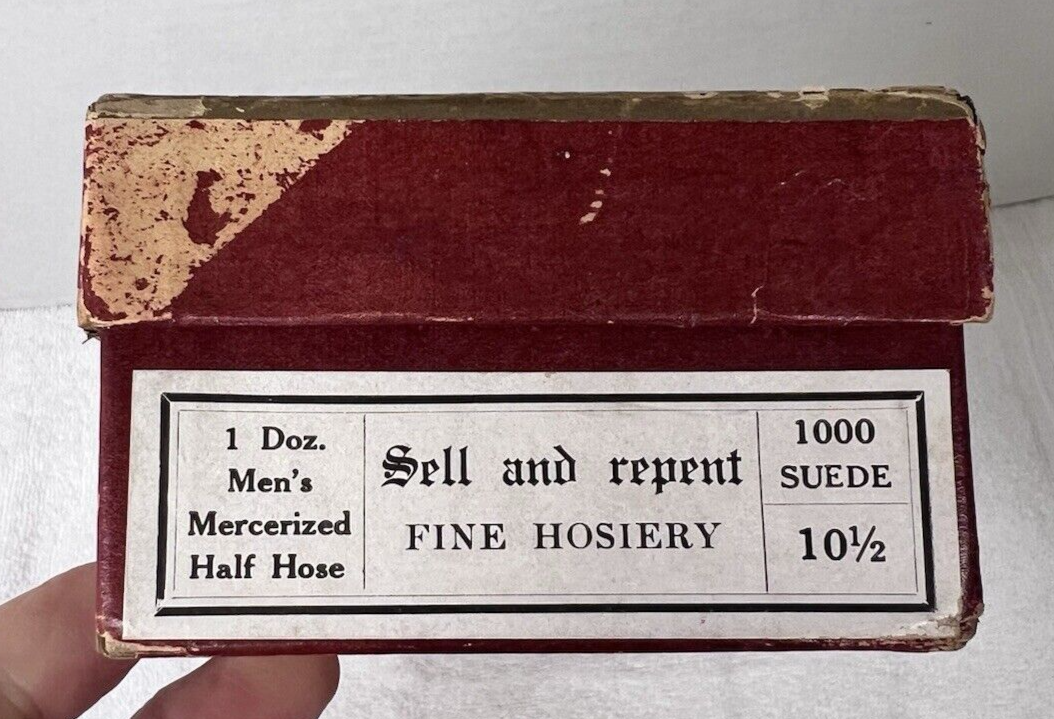 1 Doz.
Men's
Mercerized
Half Hose
Sell and repent
FINE HOSIERY
1000
SUEDE
10½